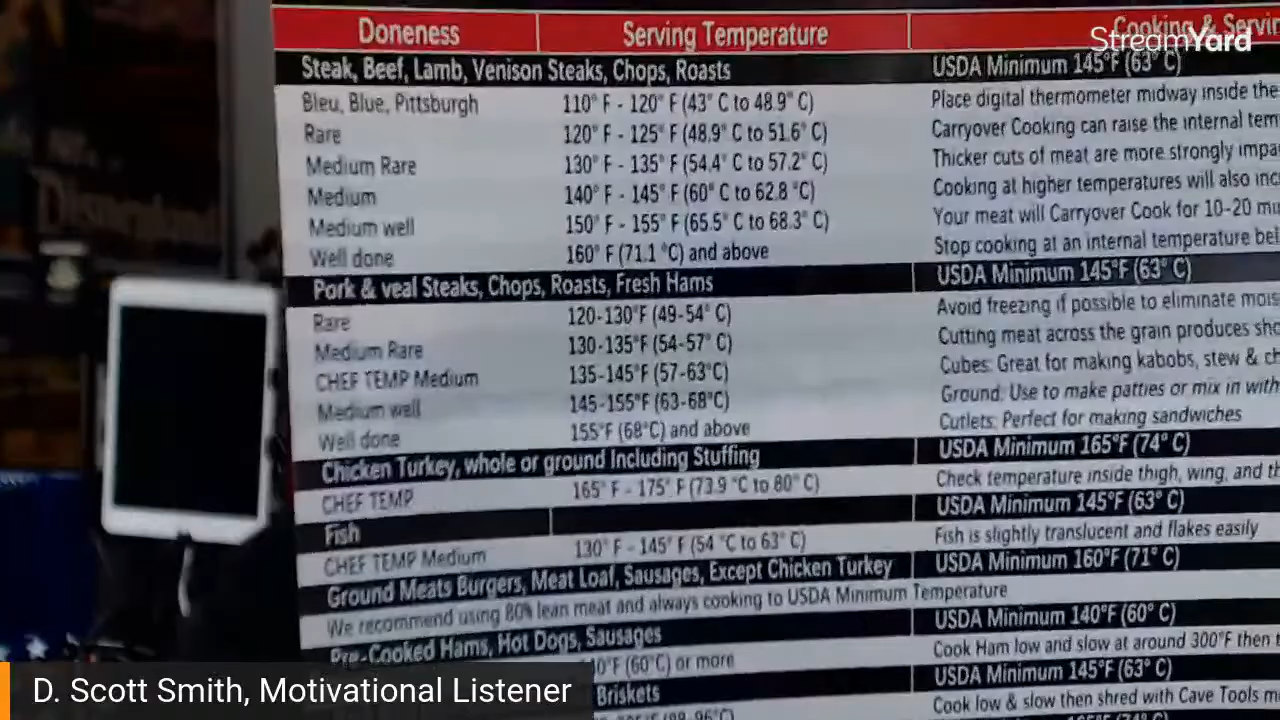 Doneness Serving Temperature Cooking & Servin
StreamYard
Steak, Beef, Lamb, Venison Steaks, Chops, Roasts USDA Minimum 145°F (63° C)
Bleu, Blue, Pittsburgh 110° F - 120° F (43° C to 48.9° C) Place digital thermometer midway inside the
Rare 120° F - 125° F (48.9° C to 51.6° C) Carryover Cooking can raise the internal tem
Medium Rare 130° F - 135° F (54.4° C to 57.2° C) Thicker cuts of meat are more strongly impa
Medium 140° F - 145° F (60° C to 62.8 °C) Cooking at higher temperatures will also inc
Medium well 150° F - 155° F (65.5° C to 68.3° C) Your meat will Carryover Cook for 10-20 mi
Well done 160° F (71.1 °C) and above Stop cooking at an internal temperature bel
Pork & veal Steaks, Chops, Roasts, Fresh Hams USDA Minimum 145°F (63° C)
Rare 120-130°F (49-54° C) Avoid freezing if possible to eliminate mois
Medium Rare 130-135°F (54-57° C) Cutting meat across the grain produces sho
CHEF TEMP Medium 135-145°F (57-63°C) Cubes: Great for making kabobs, stew & ch
Medium well 145-155°F (63-68°C) Ground: Use to make patties or mix in with
Well done 155°F (68°C) and above Cutlets: Perfect for making sandwiches
Chicken Turkey, whole or ground Including Stuffing USDA Minimum 165°F (74° C)
CHEF TEMP 165° F - 175° F (73.9 °C to 80° C) Check temperature inside thigh, wing, and th
Fish USDA Minimum 145°F (63° C)
CHEF TEMP Medium 130° F - 145° F (54 °C to 63° C) Fish is slightly translucent and flakes easily
Ground Meats Burgers, Meat Loaf, Sausages, Except Chicken Turkey USDA Minimum 160°F (71° C)
We recommend using 80% lean meat and always cooking to USDA Minimum Temperature
Pre-Cooked Hams, Hot Dogs, Sausages USDA Minimum 140°F (60° C)
40°F (60°C) or more Cook Ham low and slow at around 300°F then
Briskets USDA Minimum 145°F (63° C)
Cook low & slow then shred with Cave Tools m
D. Scott Smith, Motivational Listener